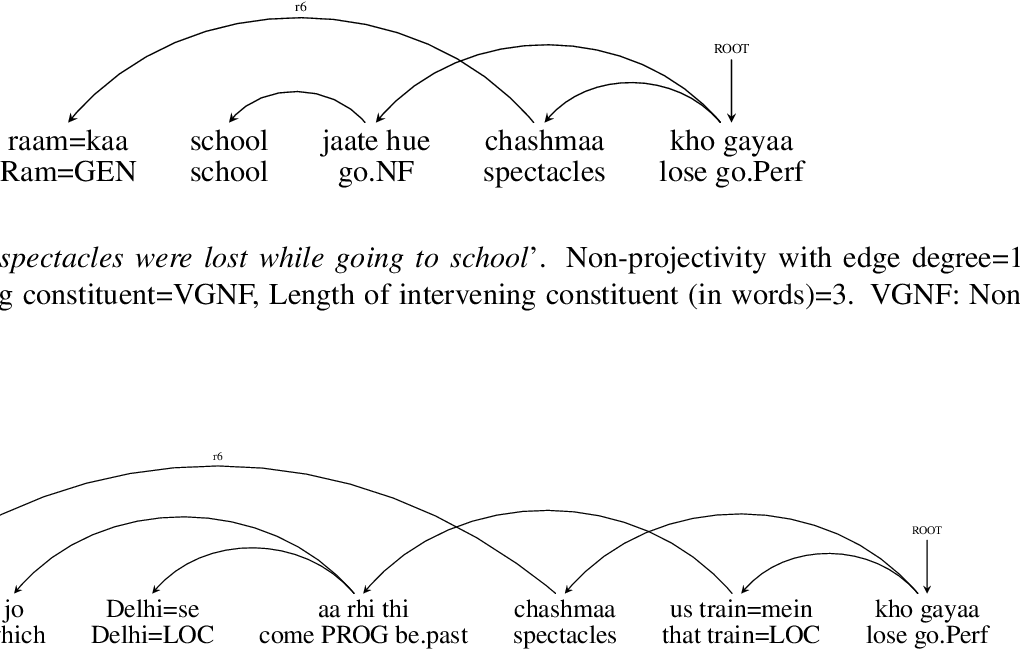 r6
ROOT
raam=kaa school jaate hue chashmaa kho gayaa
Ram=GEN school go.NF spectacles lose go.Perf
spectacles were lost while going to school’. Non-projectivity with edge degree=1
g constituent=VGNF, Length of intervening constituent (in words)=3. VGNF: Non
r6
ROOT
jo Delhi=se aa rhi thi chashmaa us train=mein kho gayaa
hich Delhi=LOC come PROG be.past spectacles that train=LOC lose go.Perf